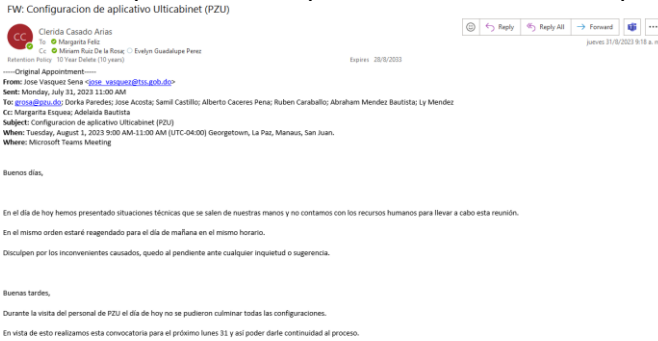 FW: Configuracion de aplicativo Ulticabinet (PZU)
CC
Clerida Casado Arias
To Margarita Feliz
Cc Miriam Ruiz De la Rosa; Evelyn Guadalupe Perez
Reply
Reply All
Forward
jueves 31/8/2023 9:18 a. m
Retention Policy 10 Year Delete (10 years)
Expires 28/8/2033
-----Original Appointment-----
From: Jose Vasquez Sena <jose_vasquez@tss.gob.do>
Sent: Monday, July 31, 2023 11:00 AM
To: grosa@pzu.do; Dorka Paredes; Jose Acosta; Samil Castillo; Alberto Caceres Pena; Ruben Caraballo; Abraham Mendez Bautista; Ly Mendez
Cc: Margarita Esquea; Adelaida Bautista
Subject: Configuracion de aplicativo Ulticabinet (PZU)
When: Tuesday, August 1, 2023 9:00 AM-11:00 AM (UTC-04:00) Georgetown, La Paz, Manaus, San Juan.
Where: Microsoft Teams Meeting
Buenos días,
En el día de hoy hemos presentado situaciones técnicas que se salen de nuestras manos y no contamos con los recursos humanos para llevar a cabo esta reunión.
En el mismo orden estaré reagendado para el día de mañana en el mismo horario.
Disculpen por los inconvenientes causados, quedo al pendiente ante cualquier inquietud o sugerencia.
Buenas tardes,
Durante la visita del personal de PZU el día de hoy no se pudieron culminar todas las configuraciones.
En vista de esto realizamos esta convocatoria para el próximo lunes 31 y así poder darle continuidad al proceso.